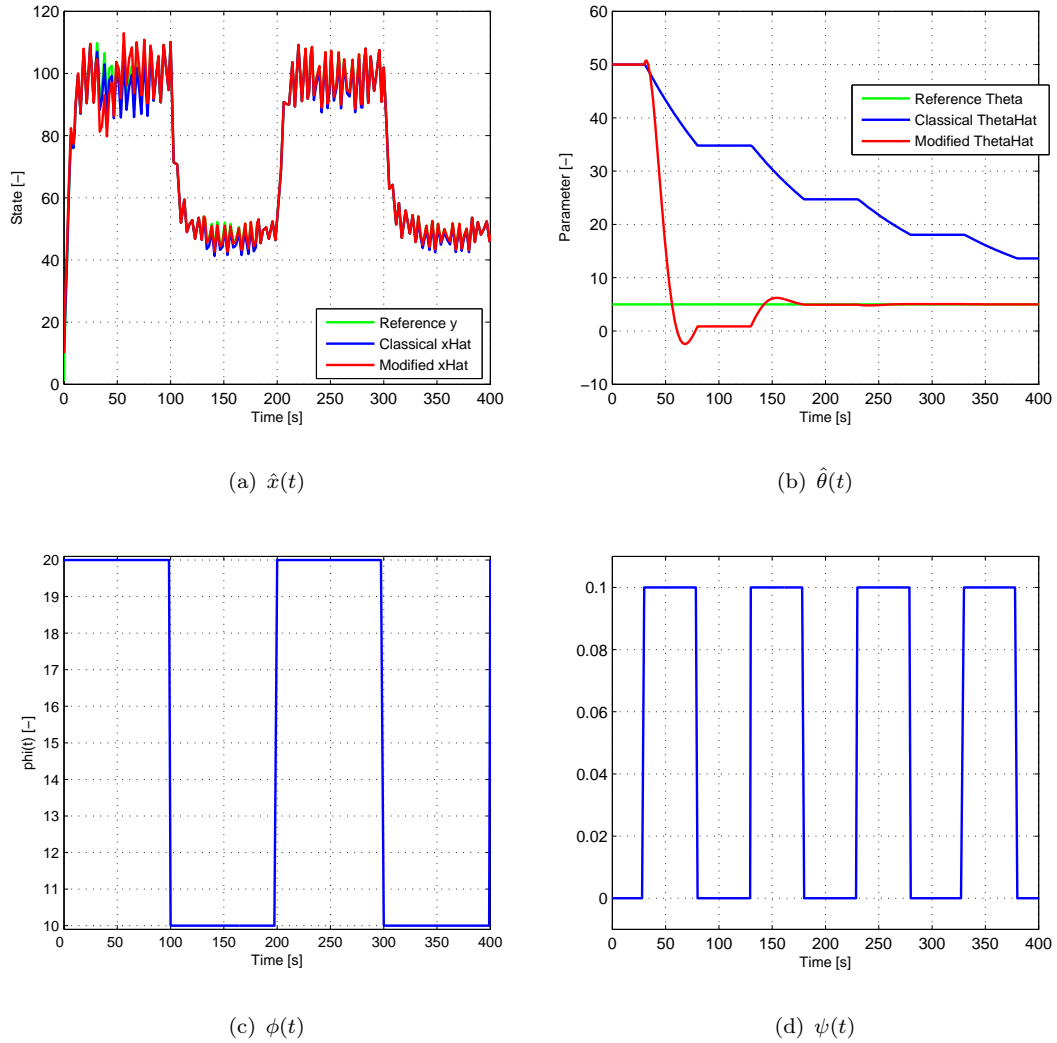 120
100
80
60
40
20
0
State [-]
Reference y
Classical xHat
Modified xHat
0 50 100 150 200 250 300 350 400
Time [s]
(a) x̂(t)
60
50
40
30
20
10
0
−10
Parameter [-]
Reference Theta
Classical ThetaHat
Modified ThetaHat
0 50 100 150 200 250 300 350 400
Time [s]
(b) θ̂(t)
20
19
18
17
16
15
14
13
12
11
10
phi(t) [-]
0 50 100 150 200 250 300 350 400
Time [s]
(c) ϕ(t)
0.1
0.08
0.06
0.04
0.02
0
0 50 100 150 200 250 300 350 400
Time [s]
(d) ψ(t)